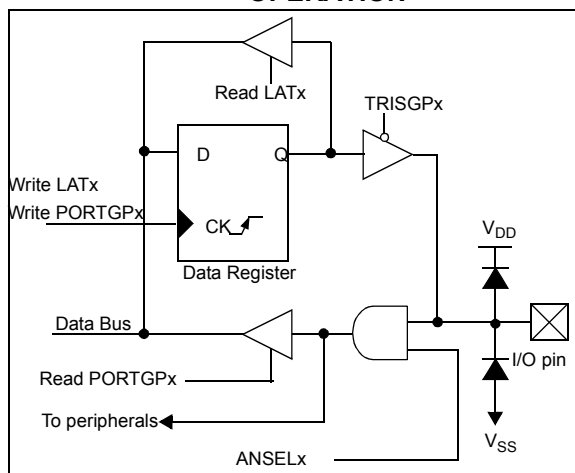 OPERATION
Read LATx
TRISGPx
D Q
Write LATx
Write PORTGPx
CK
VDD
Data Register
Data Bus
I/O pin
Read PORTGPx
To peripherals
VSS
ANSELx